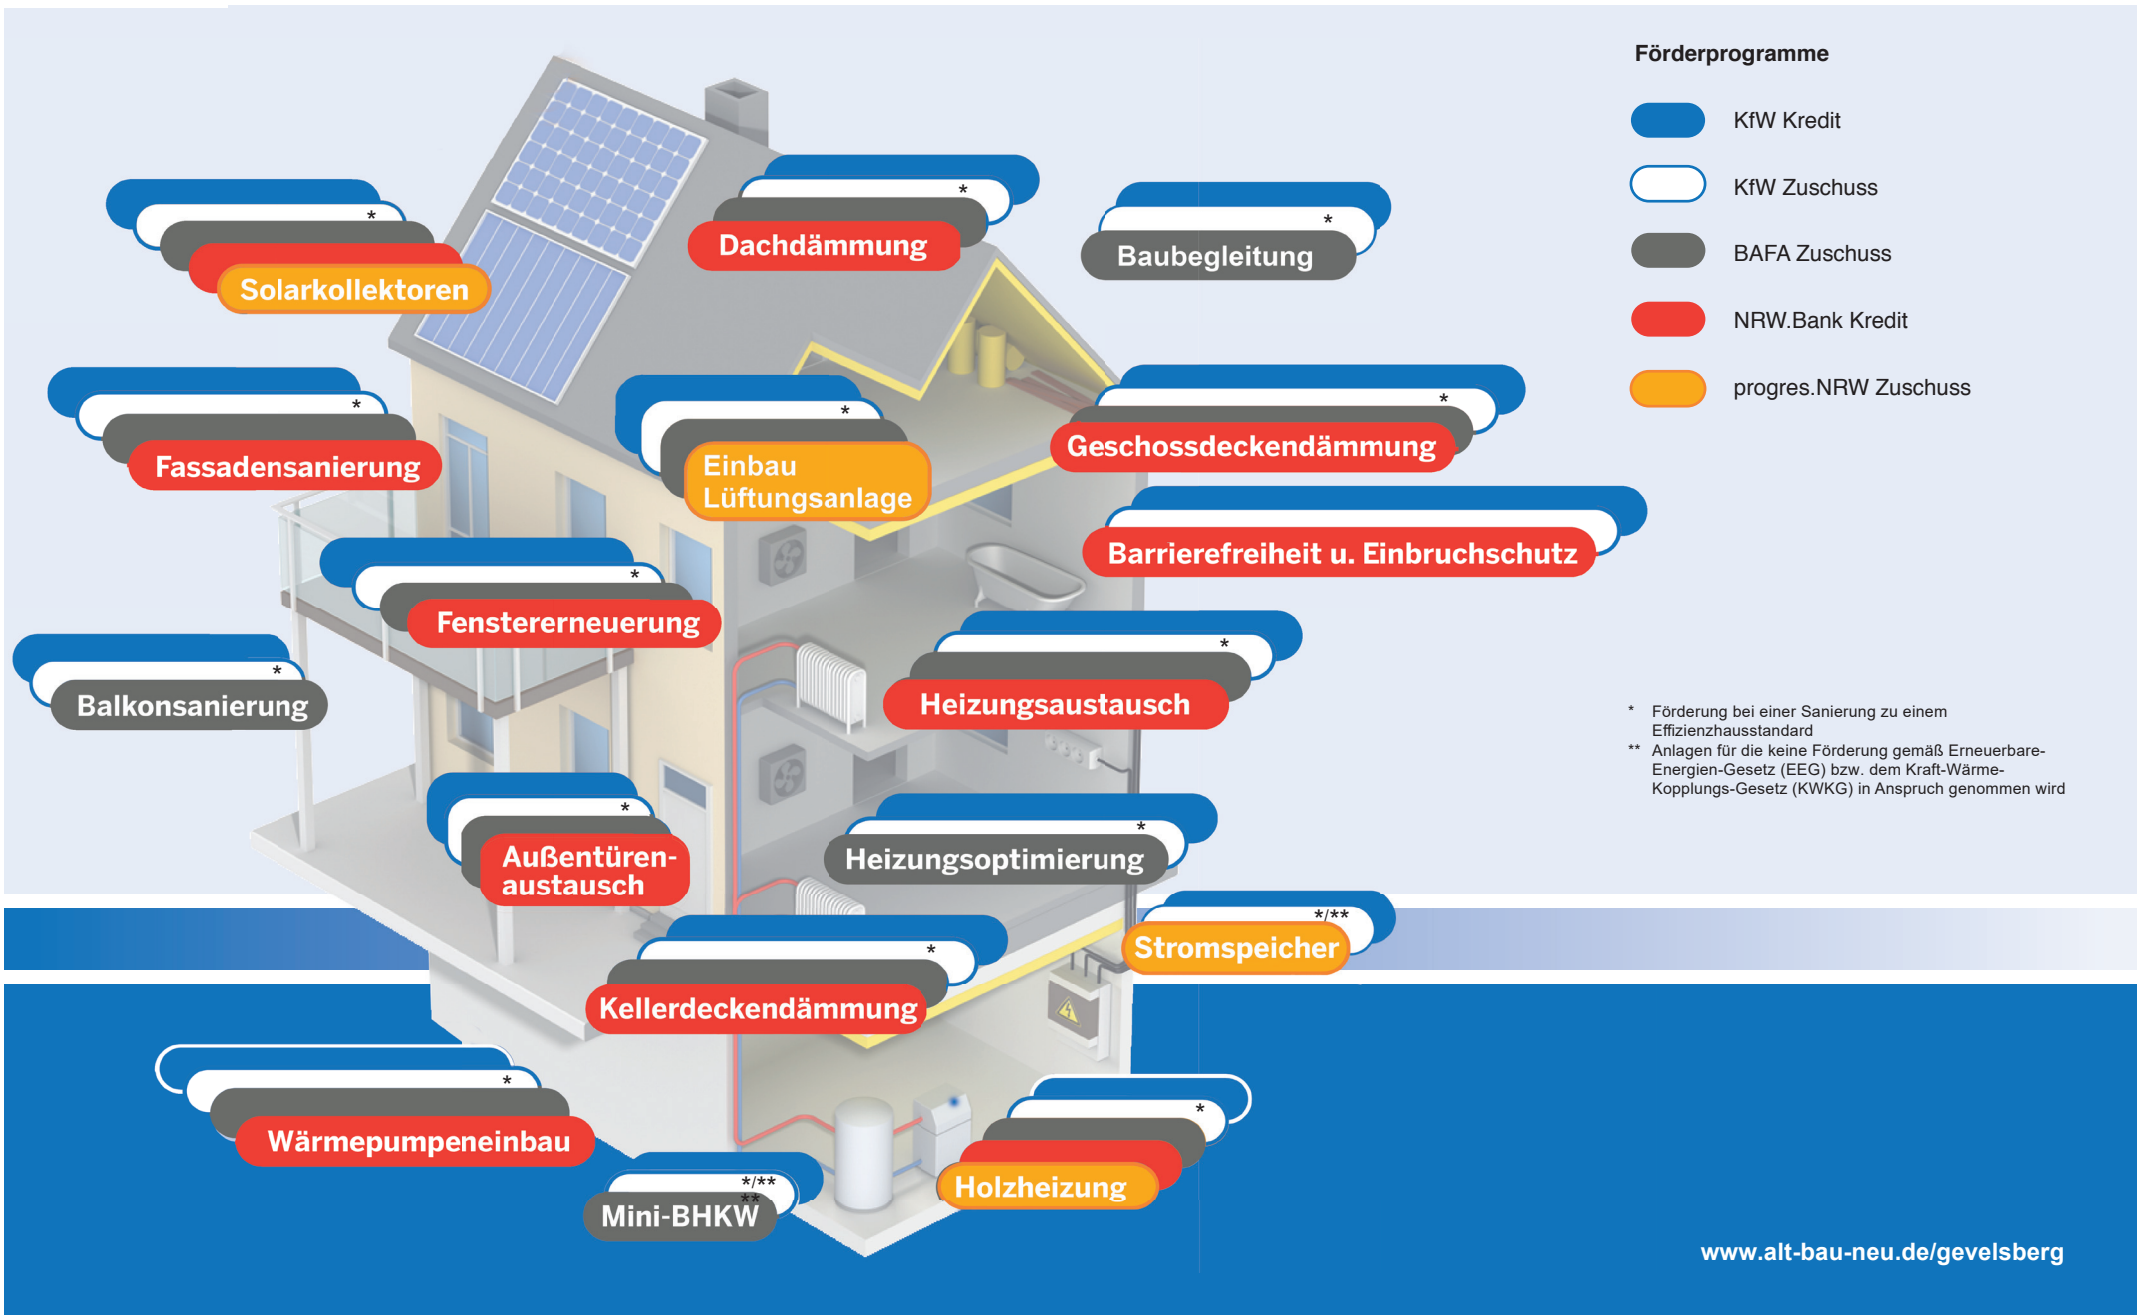 Förderprogramme
KfW Kredit
KfW Zuschuss
BAFA Zuschuss
NRW.Bank Kredit
progres.NRW Zuschuss
*
Solarkollektoren
*
Dachdämmung
*
Baubegleitung
*
Fassadensanierung
*
Einbau
Lüftungsanlage
*
Geschossdeckendämmung
Barrierefreiheit u. Einbruchschutz
*
Fenstererneuerung
*
Balkonsanierung
*
Heizungsaustausch
* Förderung bei einer Sanierung zu einem
Effizienzhausstandard
** Anlagen für die keine Förderung gemäß Erneuerbare-
Energien-Gesetz (EEG) bzw. dem Kraft-Wärme-
Kopplungs-Gesetz (KWKG) in Anspruch genommen wird
*
Außentüren-
austausch
*
Heizungsoptimierung
*/**
Stromspeicher
*
Kellerdeckendämmung
*
Wärmepumpeneinbau
*/**
**
Mini-BHKW
*
Holzheizung
www.alt-bau-neu.de/gevelsberg